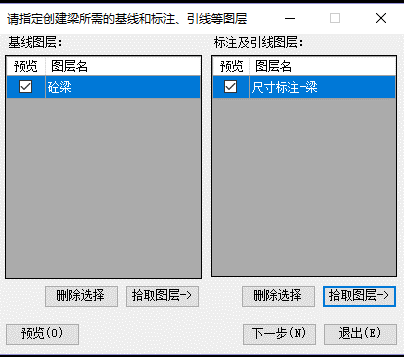 请指定创建梁所需的基线和标注、引线等图层
基线图层：
标注及引线图层：
预览 图层名
砼梁
预览 图层名
尺寸标注-梁
删除选择 拾取图层->
删除选择 拾取图层->
预览(O) 下一步(N) 退出(E)